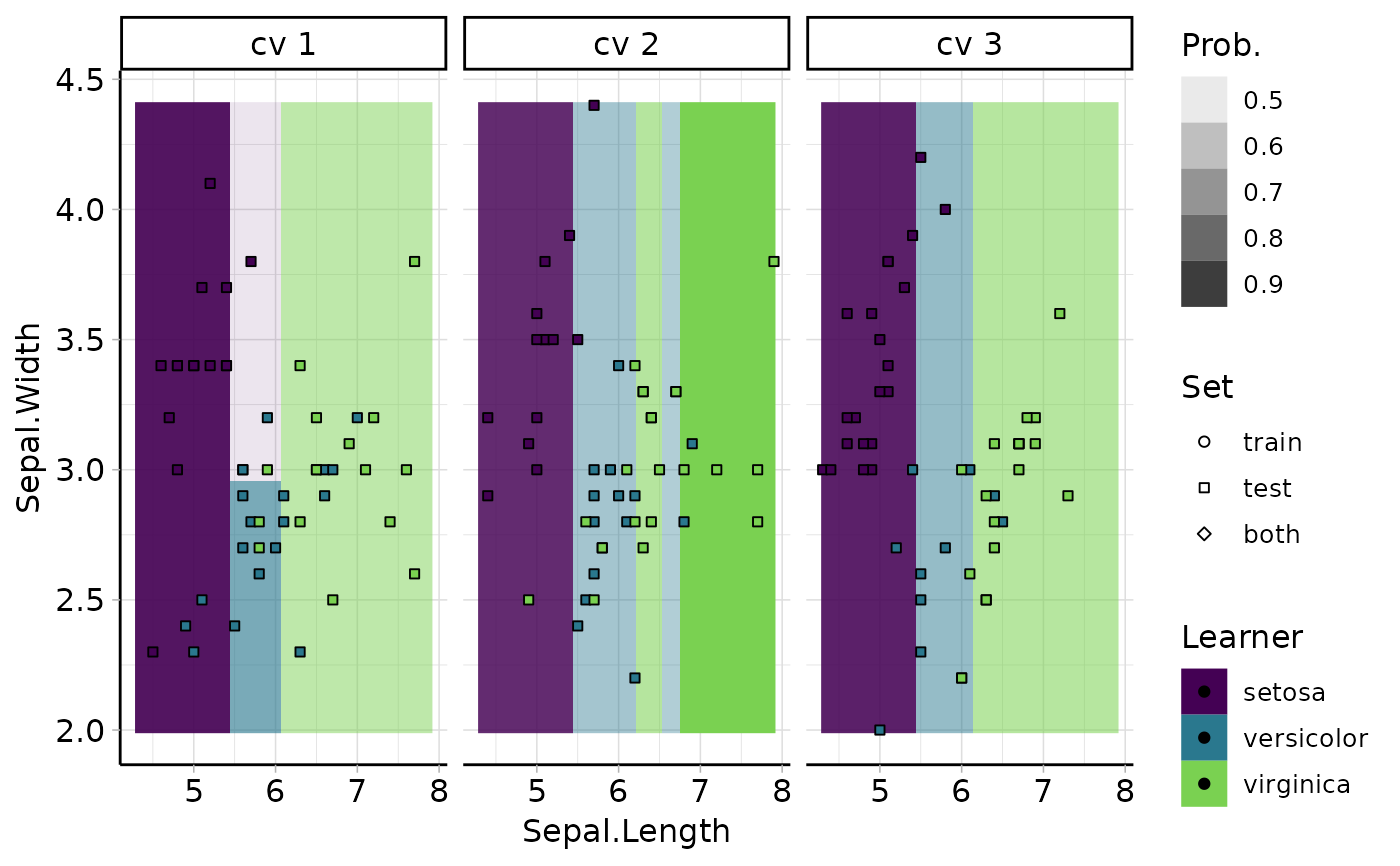 cv 1
cv 2
cv 3
4.5
4.0
3.5
3.0
2.5
2.0
Sepal.Width
5 6 7 8
5 6 7 8
5 6 7 8
Sepal.Length
Prob.
0.5
0.6
0.7
0.8
0.9
Set
train
test
both
Learner
setosa
versicolor
virginica